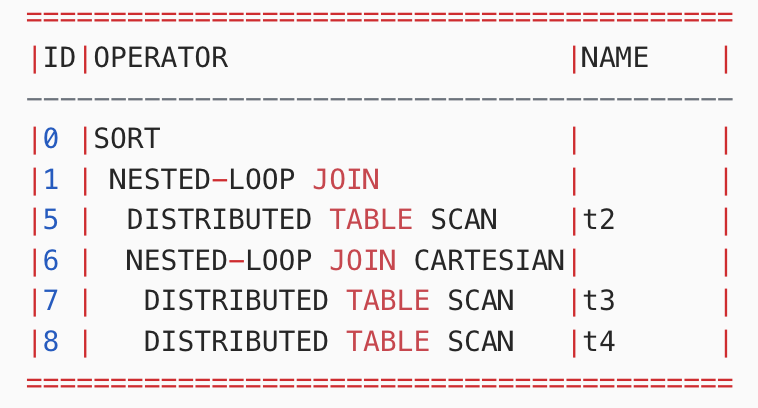 ==========================================
|ID|OPERATOR                    |NAME    |
------------------------------------------
|0 |SORT                        |        |
|1 | NESTED-LOOP JOIN           |        |
|5 |  DISTRIBUTED TABLE SCAN    |t2      |
|6 |  NESTED-LOOP JOIN CARTESIAN|        |
|7 |   DISTRIBUTED TABLE SCAN   |t3      |
|8 |   DISTRIBUTED TABLE SCAN   |t4      |
==========================================